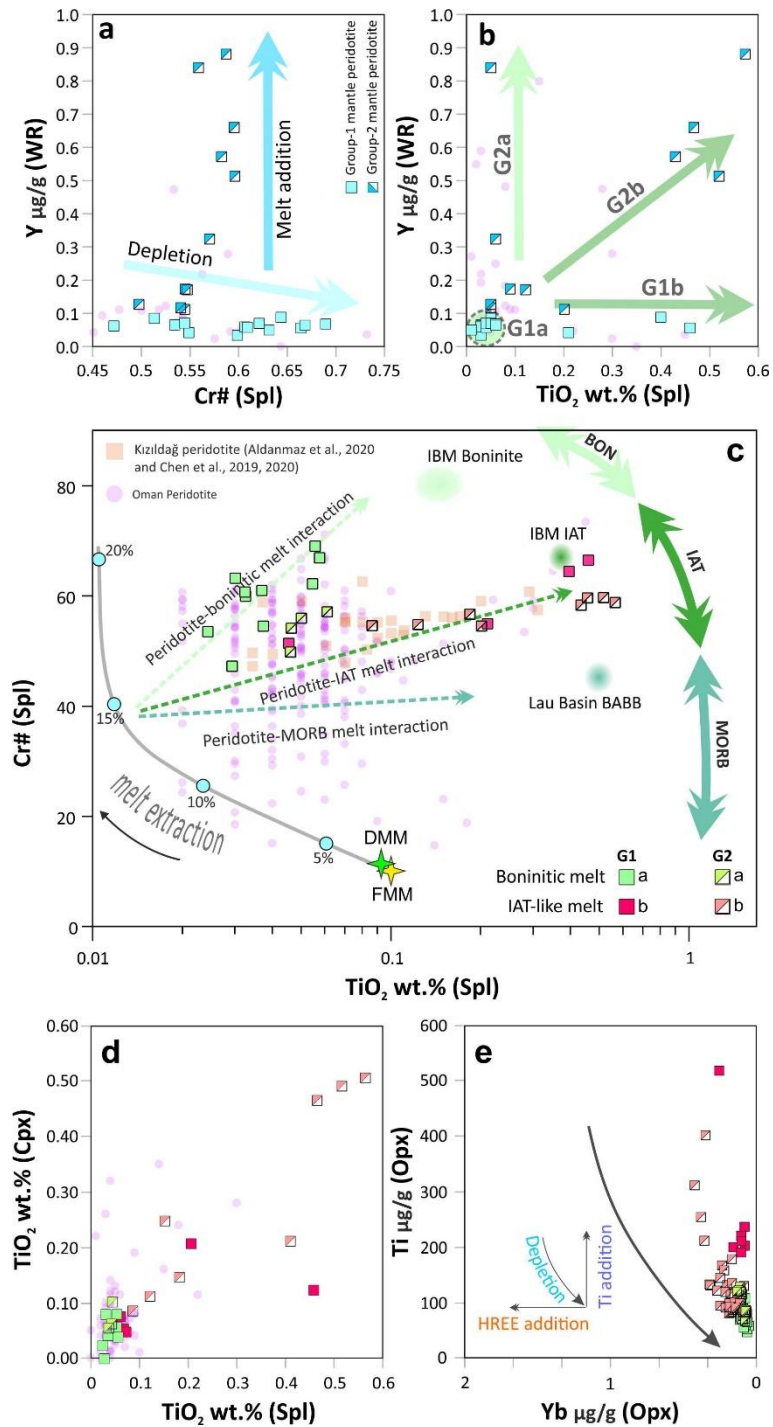 a
Y µg/g (WR)
1.0
0.9
0.8
0.7
0.6
0.5
0.4
0.3
0.2
0.1
0.0
0.45
0.5
0.55
0.6
0.65
0.7
0.75
Cr# (Spl)
Depletion
Melt addition
Group-1 mantle peridotite
Group-2 mantle peridotite
b
Y µg/g (WR)
1.0
0.9
0.8
0.7
0.6
0.5
0.4
0.3
0.2
0.1
0.0
0
0.1
0.2
0.3
0.4
0.5
0.6
TiO₂ wt.% (Spl)
G2a
G2b
G1b
G1a
c
Kızıldağ peridotite (Aldanmaz et al., 2020
and Chen et al., 2019, 2020)
Oman Peridotite
IBM Boninite
BON
IBM IAT
IAT
Lau Basin BABB
MORB
Peridotite-boninitic melt interaction
Peridotite-IAT melt interaction
Peridotite-MORB melt interaction
20%
15%
10%
5%
melt extraction
DMM
FMM
G1
G2
Boninitic melt
a
a
IAT-like melt
b
b
Cr# (Spl)
80
60
40
20
0
0.01
0.1
1
TiO₂ wt.% (Spl)
d
TiO₂ wt.% (Cpx)
0.60
0.50
0.40
0.30
0.20
0.10
0.00
0
0.1
0.2
0.3
0.4
0.5
0.6
TiO₂ wt.% (Spl)
e
Ti µg/g (Opx)
600
500
400
300
200
100
0
2
1
0
Yb µg/g (Opx)
Depletion
Ti addition
HREE addition